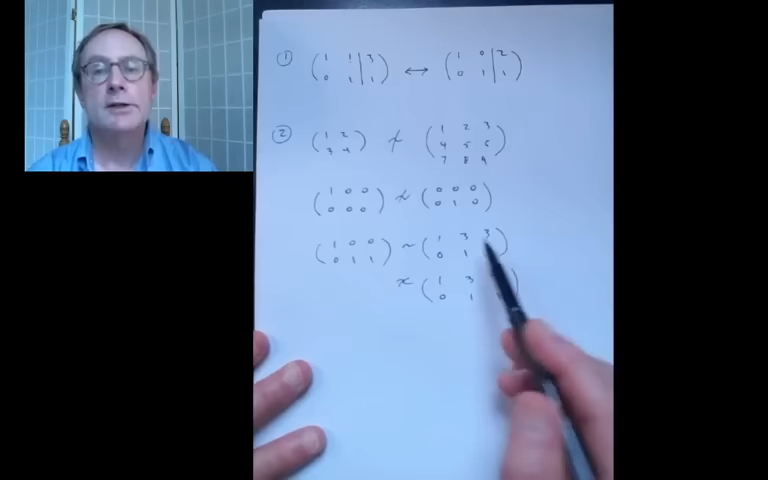 ① ( 1 1 | 3 ) ↔ ( 1 0 | 2 )
( 0 1 | 1 ) ( 0 1 | 1 )
② ( 1 2 ) ≁ ( 1 2 3 )
( 3 4 ) ( 4 5 6 )
( 7 8 9 )
( 1 0 0 ) ≁ ( 0 0 0 )
( 0 0 0 ) ( 0 1 0 )
( 1 0 0 ) ~ ( 1 3 3 )
( 0 1 1 ) ( 0 1
≁ ( 1 3
( 0 1